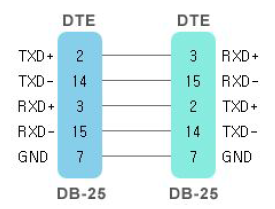 DTE DTE
TXD+ 2 3 RXD+
TXD- 14 15 RXD-
RXD+ 3 2 TXD+
RXD- 15 14 TXD-
GND 7 7 GND
DB-25 DB-25